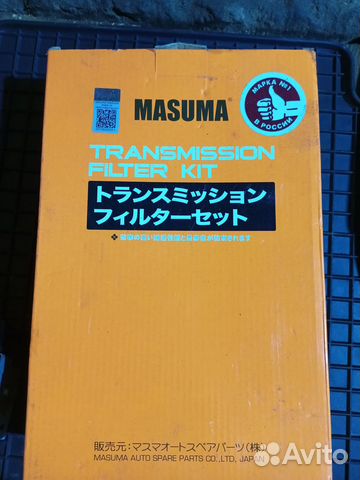 MASUMA
МАРКА №1
В РОССИИ
TRANSMISSION
FILTER KIT
トランスミッション
フィルターセット
販売元:マスマオートスペアパーツ(株)
MASUMA AUTO SPARE PARTS CO.,LTD, JAPAN
Avito